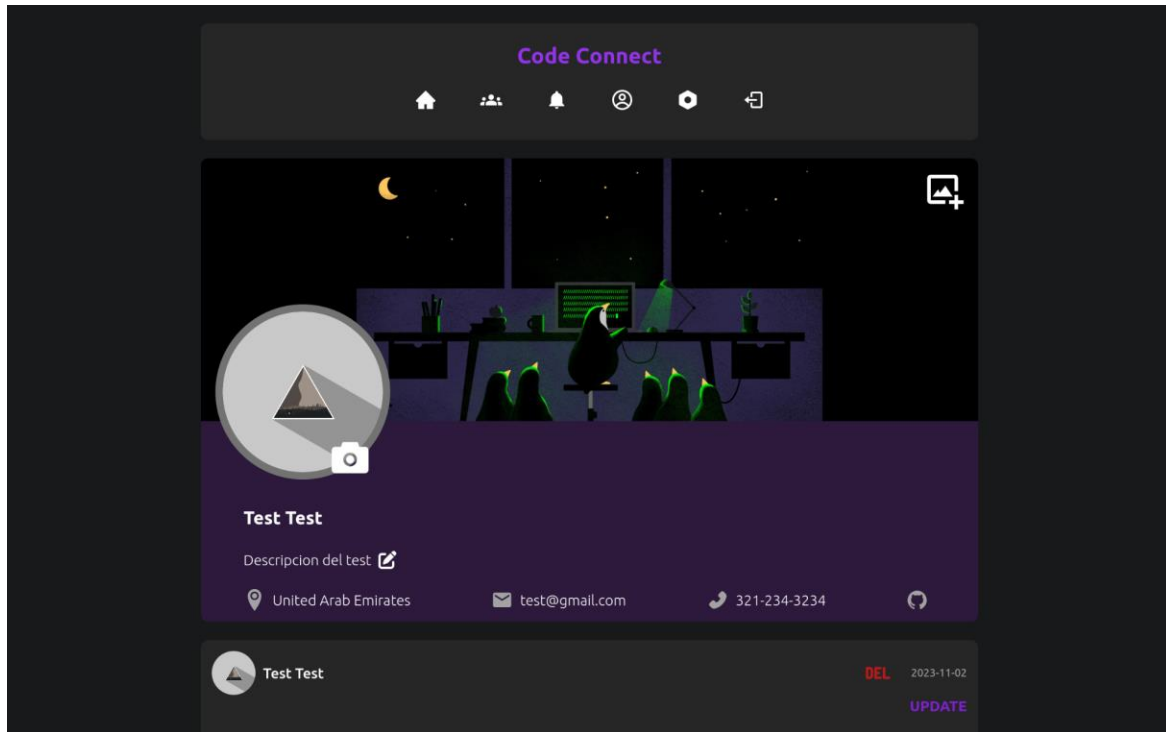 Code Connect
Test Test
Descripcion del test
United Arab Emirates test@gmail.com 321-234-3234
Test Test DEL 2023-11-02
UPDATE